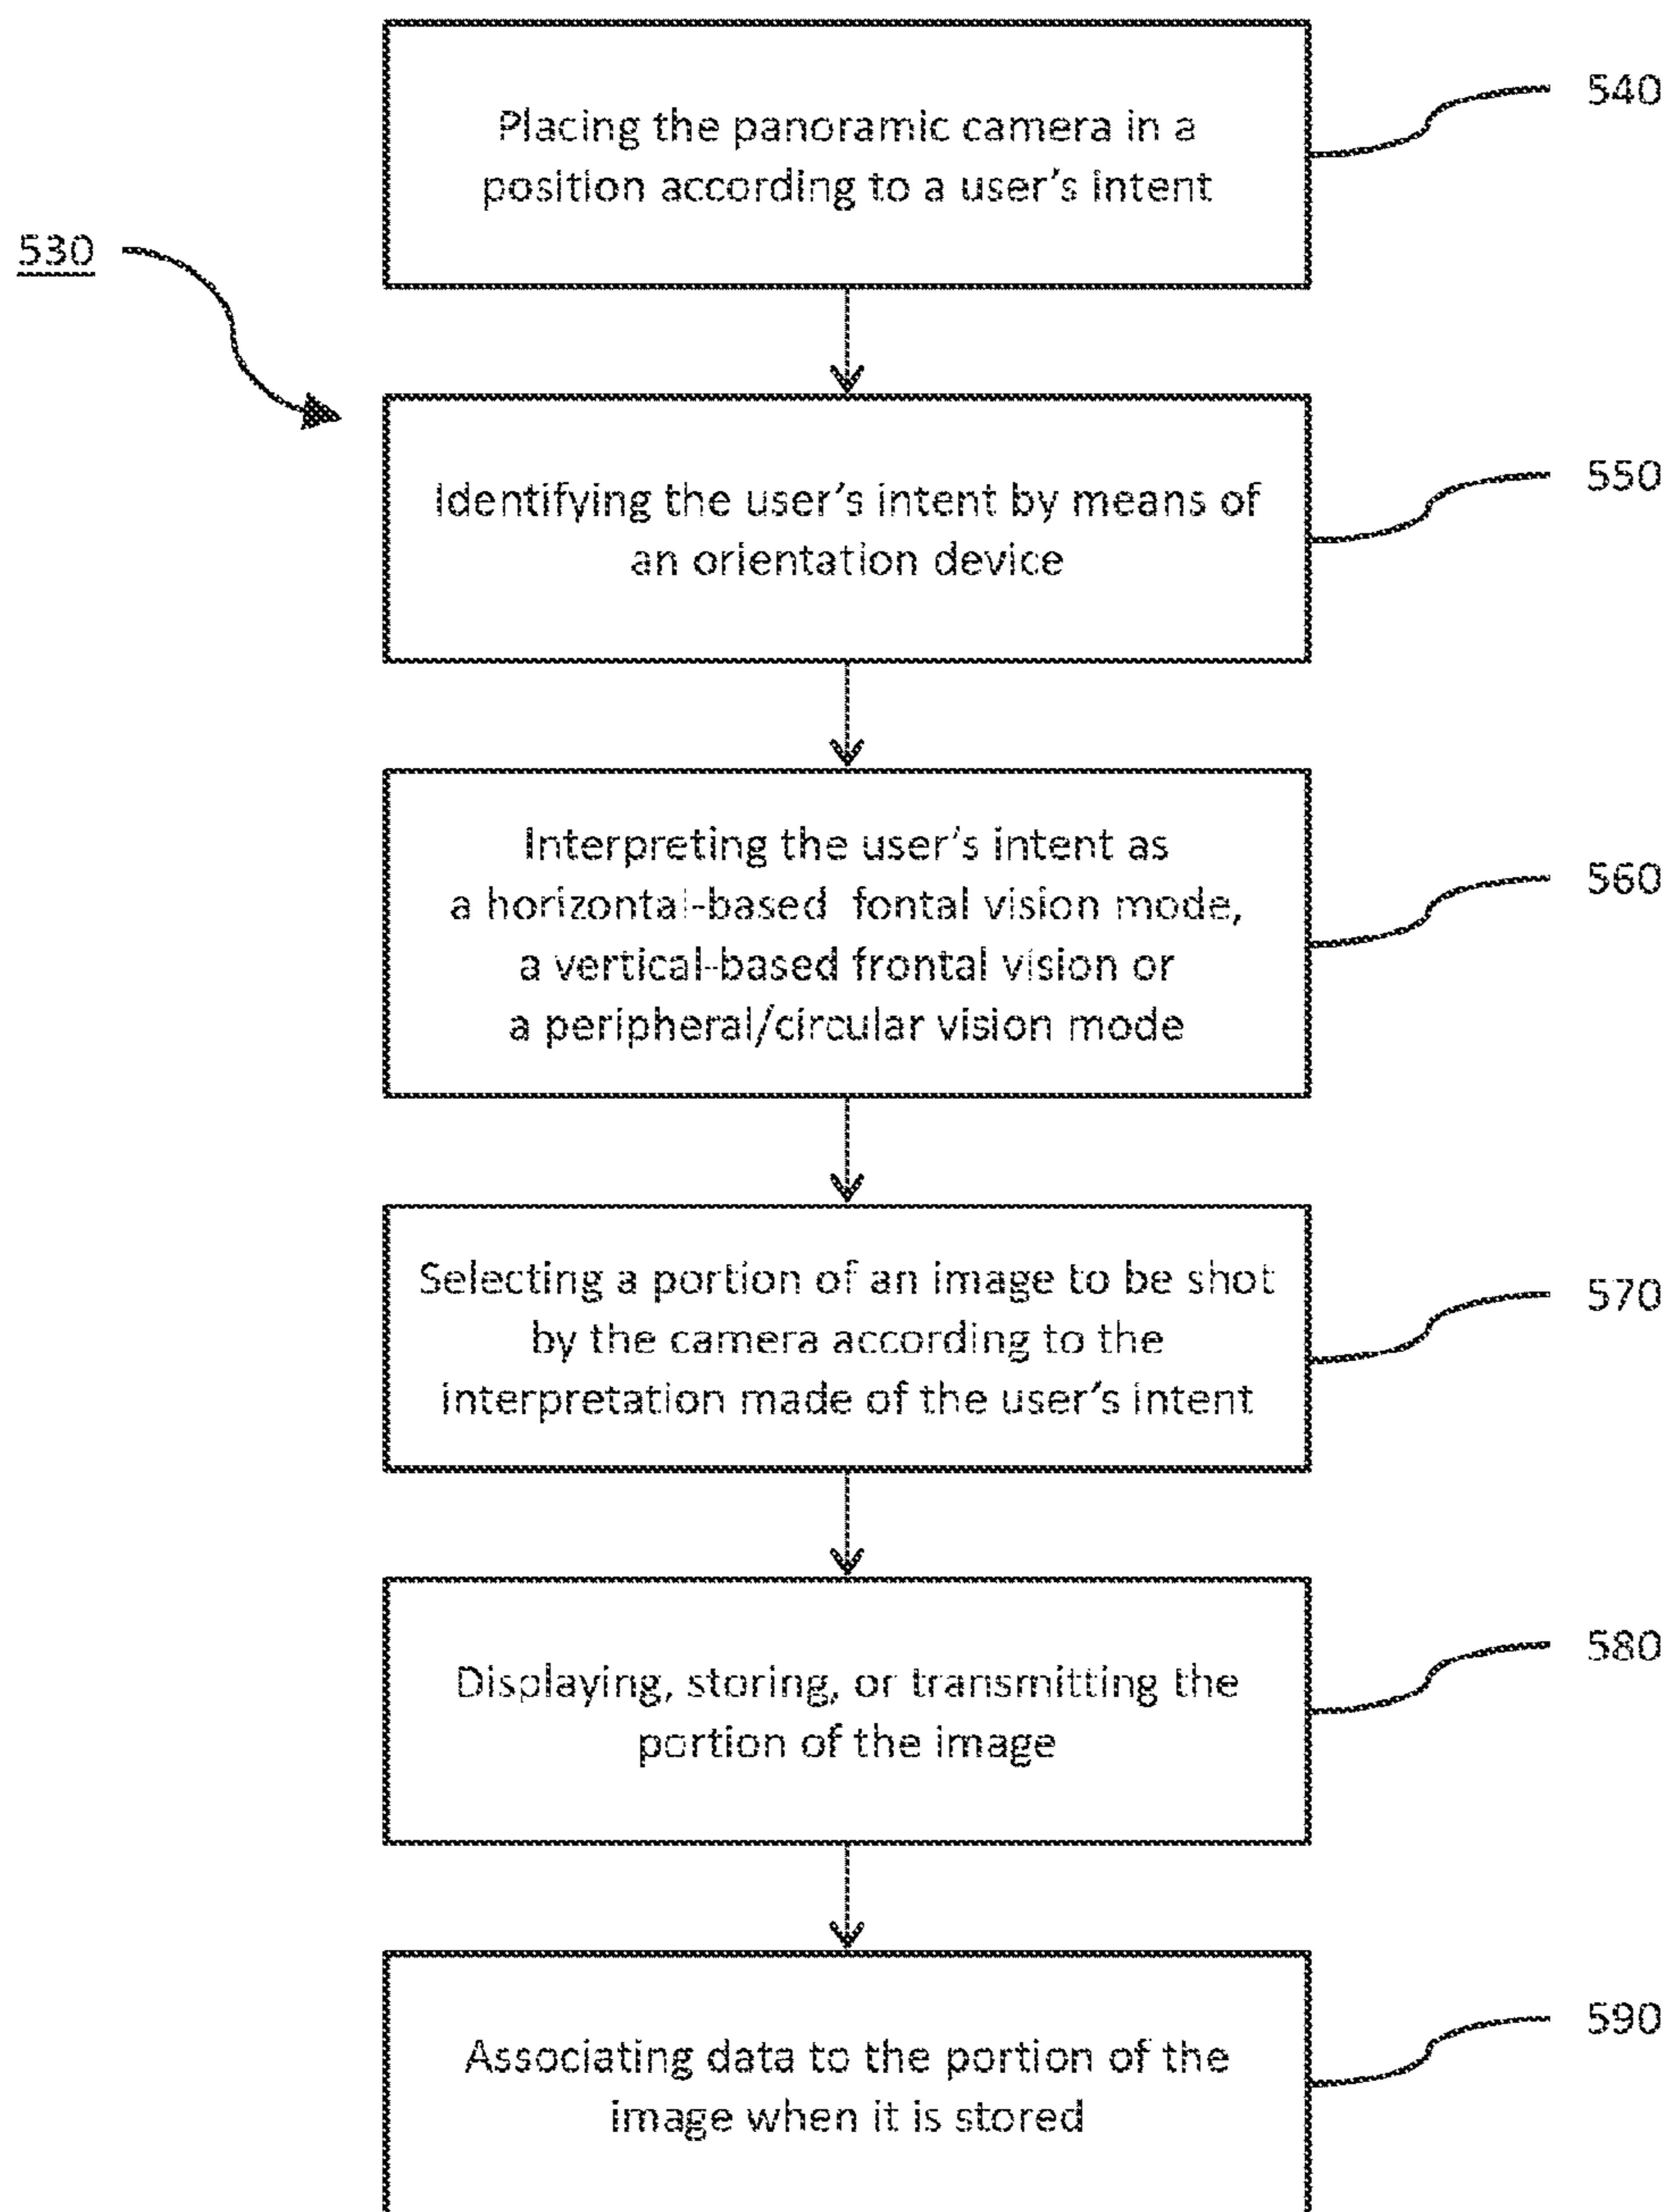 Placing the panoramic camera in a
position according to a user's intent
540
530
Identifying the user's intent by means of
an orientation device
550
Interpreting the user's intent as
a horizontal-based fontal vision mode,
a vertical-based frontal vision or
a peripheral/circular vision mode
560
Selecting a portion of an image to be shot
by the camera according to the
interpretation made of the user's intent
570
Displaying, storing, or transmitting the
portion of the image
580
Associating data to the portion of the
image when it is stored
590